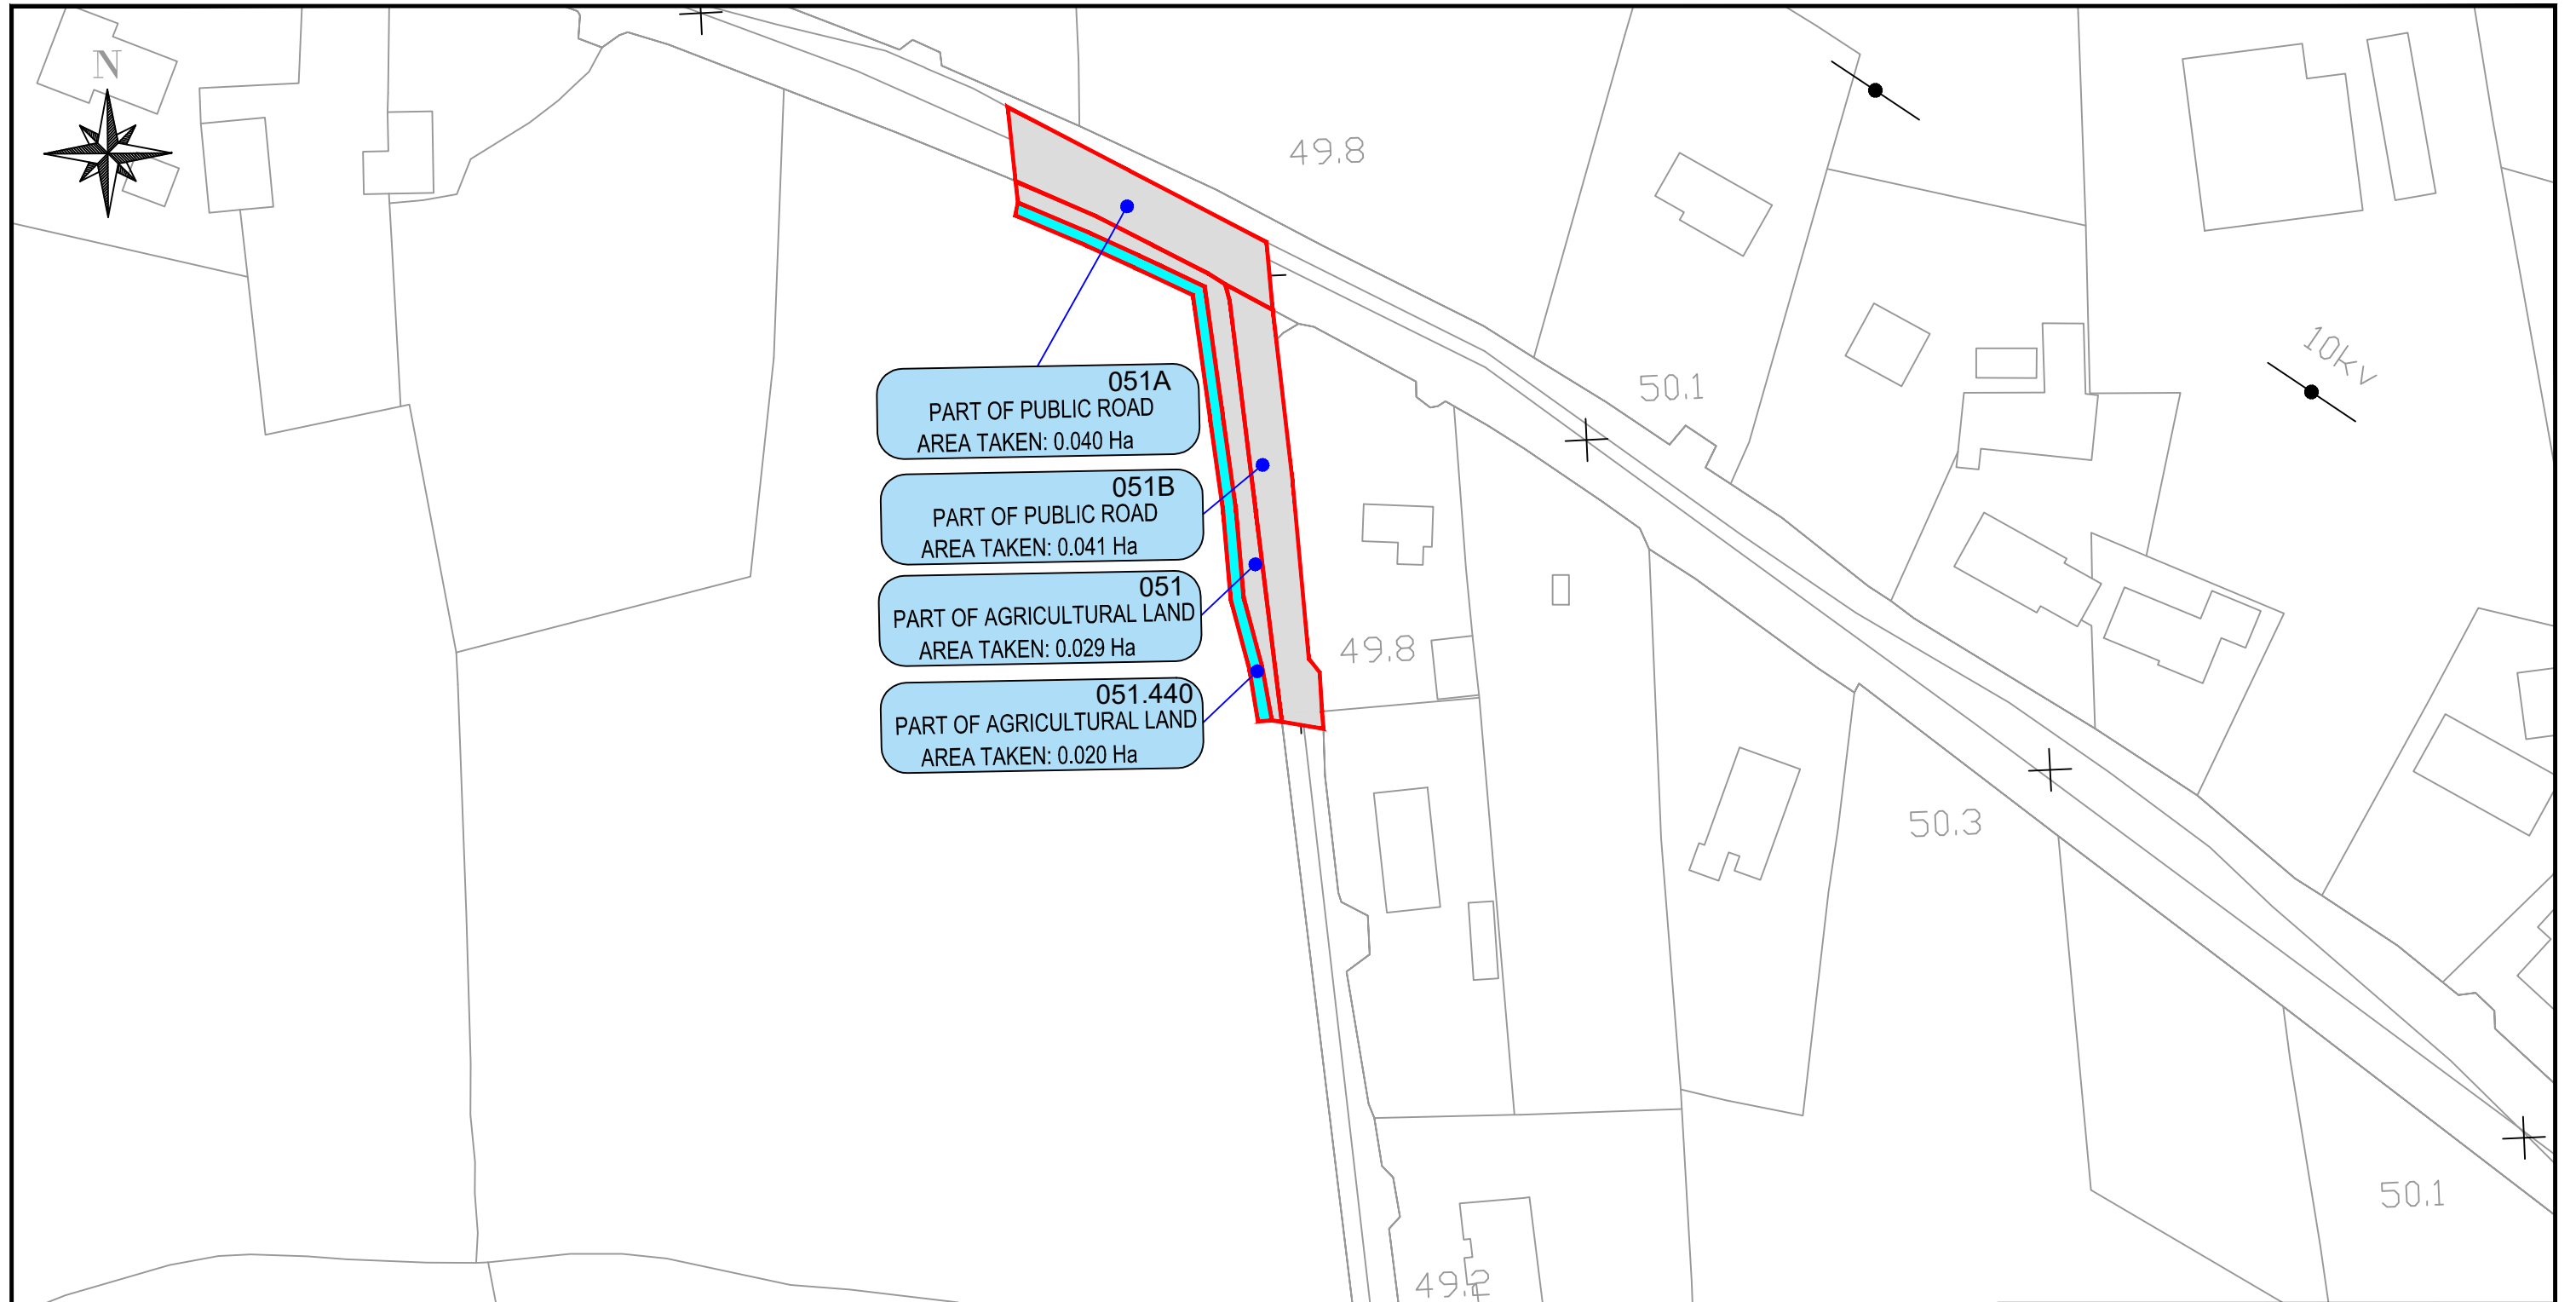 N
49.8
10kv
50.1
051A
PART OF PUBLIC ROAD
AREA TAKEN: 0.040 Ha
051B
PART OF PUBLIC ROAD
AREA TAKEN: 0.041 Ha
051
PART OF AGRICULTURAL LAND
AREA TAKEN: 0.029 Ha
49.8
051.440
PART OF AGRICULTURAL LAND
AREA TAKEN: 0.020 Ha
50.3
50.1
49.2